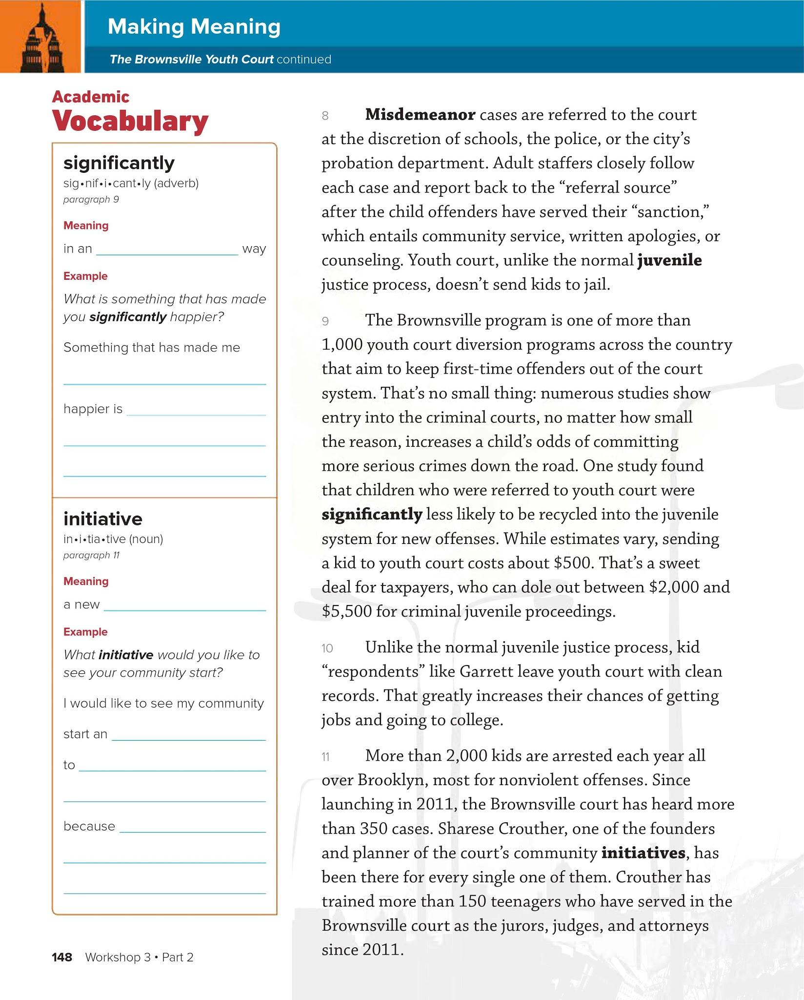 Making Meaning
The Brownsville Youth Court continued
Academic
Vocabulary
significantly
sig•nif•i•cant•ly (adverb)
paragraph 9
Meaning
in an way
Example
What is something that has made
you significantly happier?
Something that has made me
happier is
initiative
in•i•tia•tive (noun)
paragraph 11
Meaning
a new
Example
What initiative would you like to
see your community start?
I would like to see my community
start an
to
because
8 Misdemeanor cases are referred to the court
at the discretion of schools, the police, or the city’s
probation department. Adult staffers closely follow
each case and report back to the “referral source”
after the child offenders have served their “sanction,”
which entails community service, written apologies, or
counseling. Youth court, unlike the normal juvenile
justice process, doesn’t send kids to jail.
9 The Brownsville program is one of more than
1,000 youth court diversion programs across the country
that aim to keep first-time offenders out of the court
system. That’s no small thing: numerous studies show
entry into the criminal courts, no matter how small
the reason, increases a child’s odds of committing
more serious crimes down the road. One study found
that children who were referred to youth court were
significantly less likely to be recycled into the juvenile
system for new offenses. While estimates vary, sending
a kid to youth court costs about $500. That’s a sweet
deal for taxpayers, who can dole out between $2,000 and
$5,500 for criminal juvenile proceedings.
10 Unlike the normal juvenile justice process, kid
“respondents” like Garrett leave youth court with clean
records. That greatly increases their chances of getting
jobs and going to college.
11 More than 2,000 kids are arrested each year all
over Brooklyn, most for nonviolent offenses. Since
launching in 2011, the Brownsville court has heard more
than 350 cases. Sharese Crouther, one of the founders
and planner of the court’s community initiatives, has
been there for every single one of them. Crouther has
trained more than 150 teenagers who have served in the
Brownsville court as the jurors, judges, and attorneys
since 2011.
148 Workshop 3 • Part 2